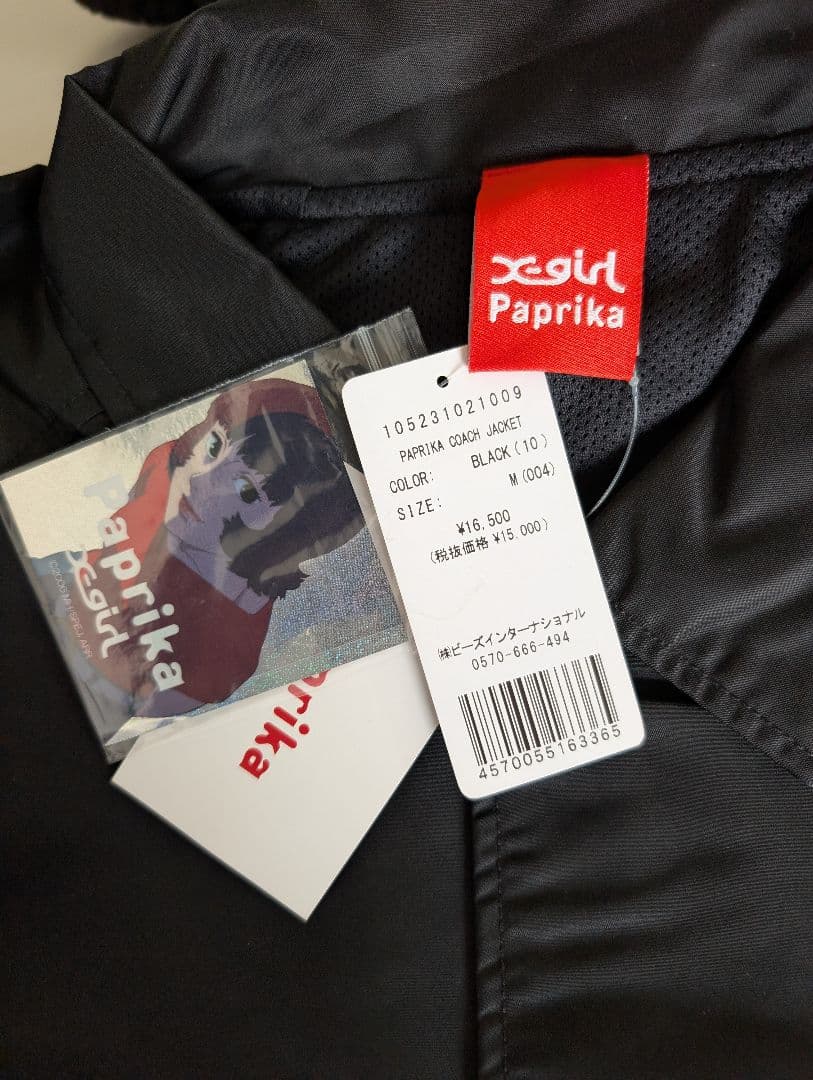 X-girl
Paprika
105231021009
PAPRIKA COACH JACKET
COLOR: BLACK(10)
SIZE: M(004)
¥16,500
(税抜価格 ¥15,000)
㈱ビーズインターナショナル
0570-666-494
4570055163365
Paprika
X-girl
prika